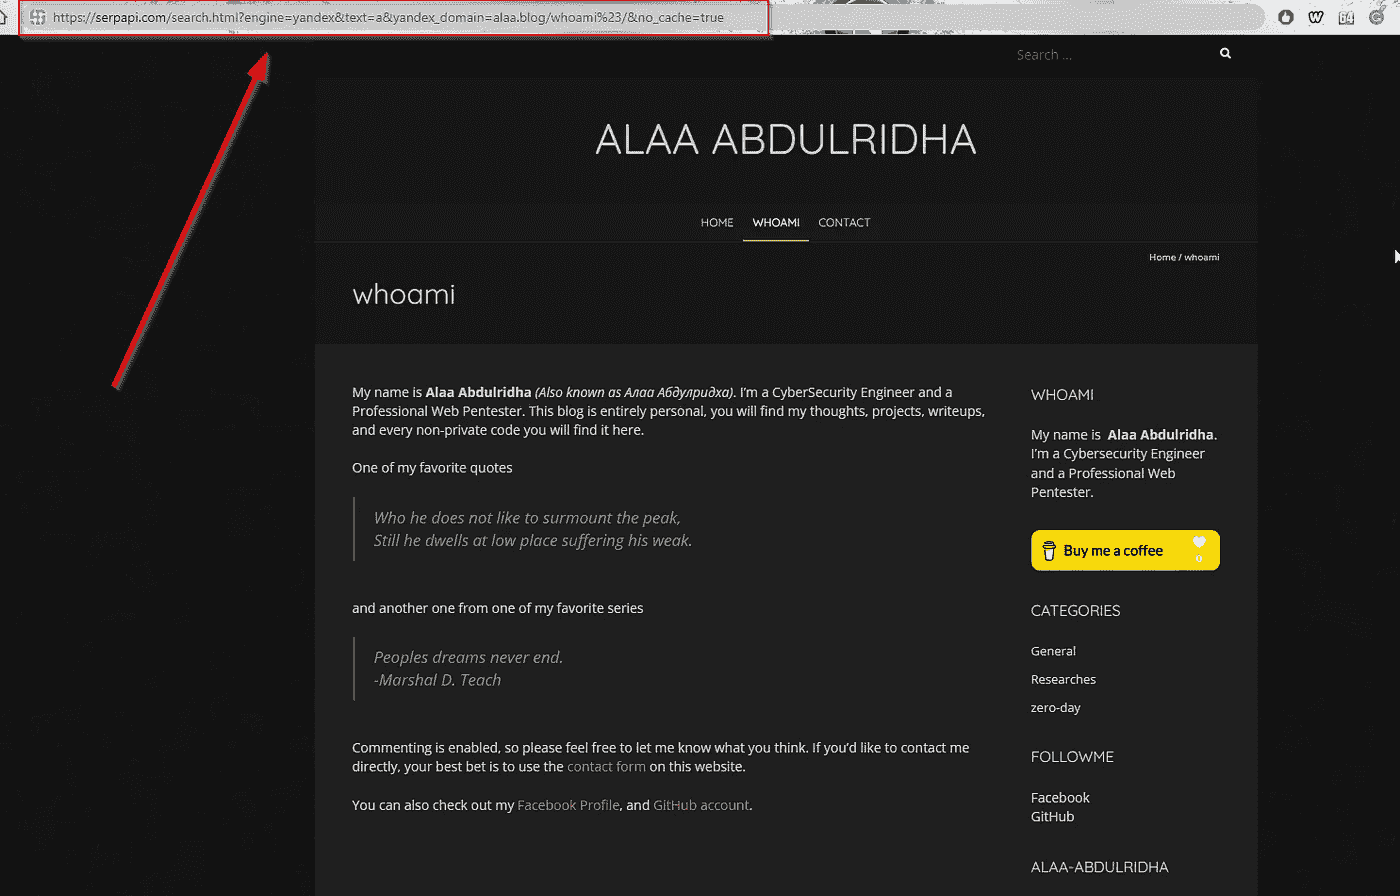 https://serpapi.com/search.html?engine=yandex&text=a&yandex_domain=alaa.blog/whoami%23/&no_cache=true
64
Search ...
ALAA ABDULRIDHA
HOME WHOAMI CONTACT
Home / whoami
whoami
My name is Alaa Abdulridha (Also known as Алаа Абдулридха). I'm a CyberSecurity Engineer and a
Professional Web Pentester. This blog is entirely personal, you will find my thoughts, projects, writeups,
and every non-private code you will find it here.
One of my favorite quotes
Who he does not like to surmount the peak,
Still he dwells at low place suffering his weak.
and another one from one of my favorite series
Peoples dreams never end.
-Marshal D. Teach
Commenting is enabled, so please feel free to let me know what you think. If you'd like to contact me
directly, your best bet is to use the contact form on this website.
You can also check out my Facebook Profile, and GitHub account.
WHOAMI
My name is Alaa Abdulridha.
I'm a Cybersecurity Engineer
and a Professional Web
Pentester.
Buy me a coffee
0
CATEGORIES
General
Researches
zero-day
FOLLOWME
Facebook
GitHub
ALAA-ABDULRIDHA